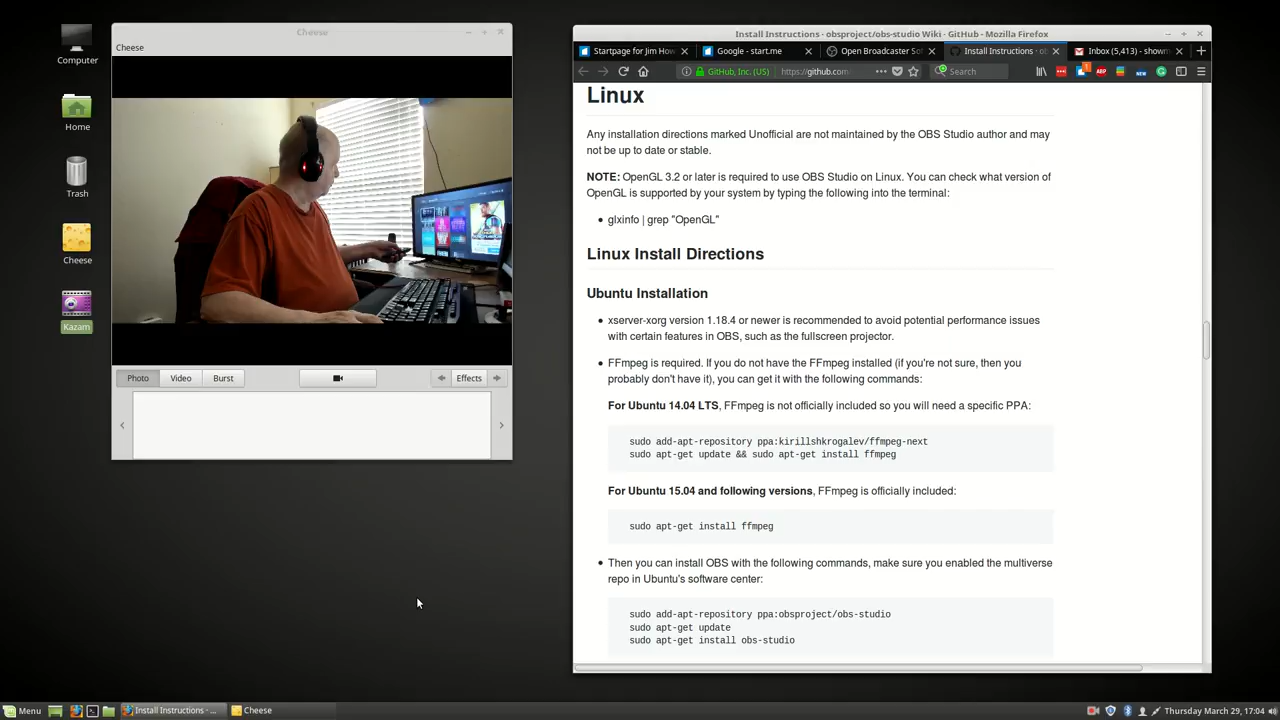 Computer
Home
Trash
Cheese
Kazam
Cheese
Cheese
Photo
Video
Burst
Effects
Install Instructions · obsproject/obs-studio Wiki · GitHub - Mozilla Firefox
Startpage for Jim How
Google - start.me
Open Broadcaster So
Install Instructions · ob
Inbox (5,413) - showm
GitHub, Inc. (US)
https://github.com
Search
Linux
Any installation directions marked Unofficial are not maintained by the OBS Studio author and may
not be up to date or stable.
NOTE: OpenGL 3.2 or later is required to use OBS Studio on Linux. You can check what version of
OpenGL is supported by your system by typing the following into the terminal:
glxinfo | grep "OpenGL"
Linux Install Directions
Ubuntu Installation
xserver-xorg version 1.18.4 or newer is recommended to avoid potential performance issues
with certain features in OBS, such as the fullscreen projector.
FFmpeg is required. If you do not have the FFmpeg installed (if you're not sure, then you
probably don't have it), you can get it with the following commands:
For Ubuntu 14.04 LTS, FFmpeg is not officially included so you will need a specific PPA:
sudo add-apt-repository ppa:kirillshkrogalev/ffmpeg-next
sudo apt-get update && sudo apt-get install ffmpeg
For Ubuntu 15.04 and following versions, FFmpeg is officially included:
sudo apt-get install ffmpeg
Then you can install OBS with the following commands, make sure you enabled the multiverse
repo in Ubuntu's software center:
sudo add-apt-repository ppa:obsproject/obs-studio
sudo apt-get update
sudo apt-get install obs-studio
Menu
Install Instructions · ...
Cheese
Thursday March 29, 17:04